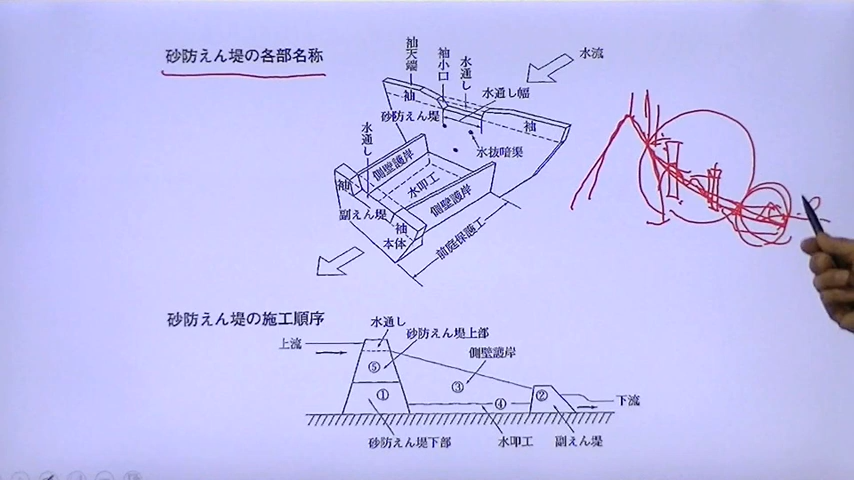 砂防えん堤の各部名称
袖天端
袖小口
水通し
水流
水通し幅
袖
砂防えん堤
袖
水通し
水抜暗渠
側壁護岸
水叩工
袖
側壁護岸
副えん堤
袖
本体
前庭保護工
砂防えん堤の施工順序
水通し
上流
砂防えん堤上部
側壁護岸
⑤
③
①
②
④
下流
砂防えん堤下部
水叩工
副えん堤